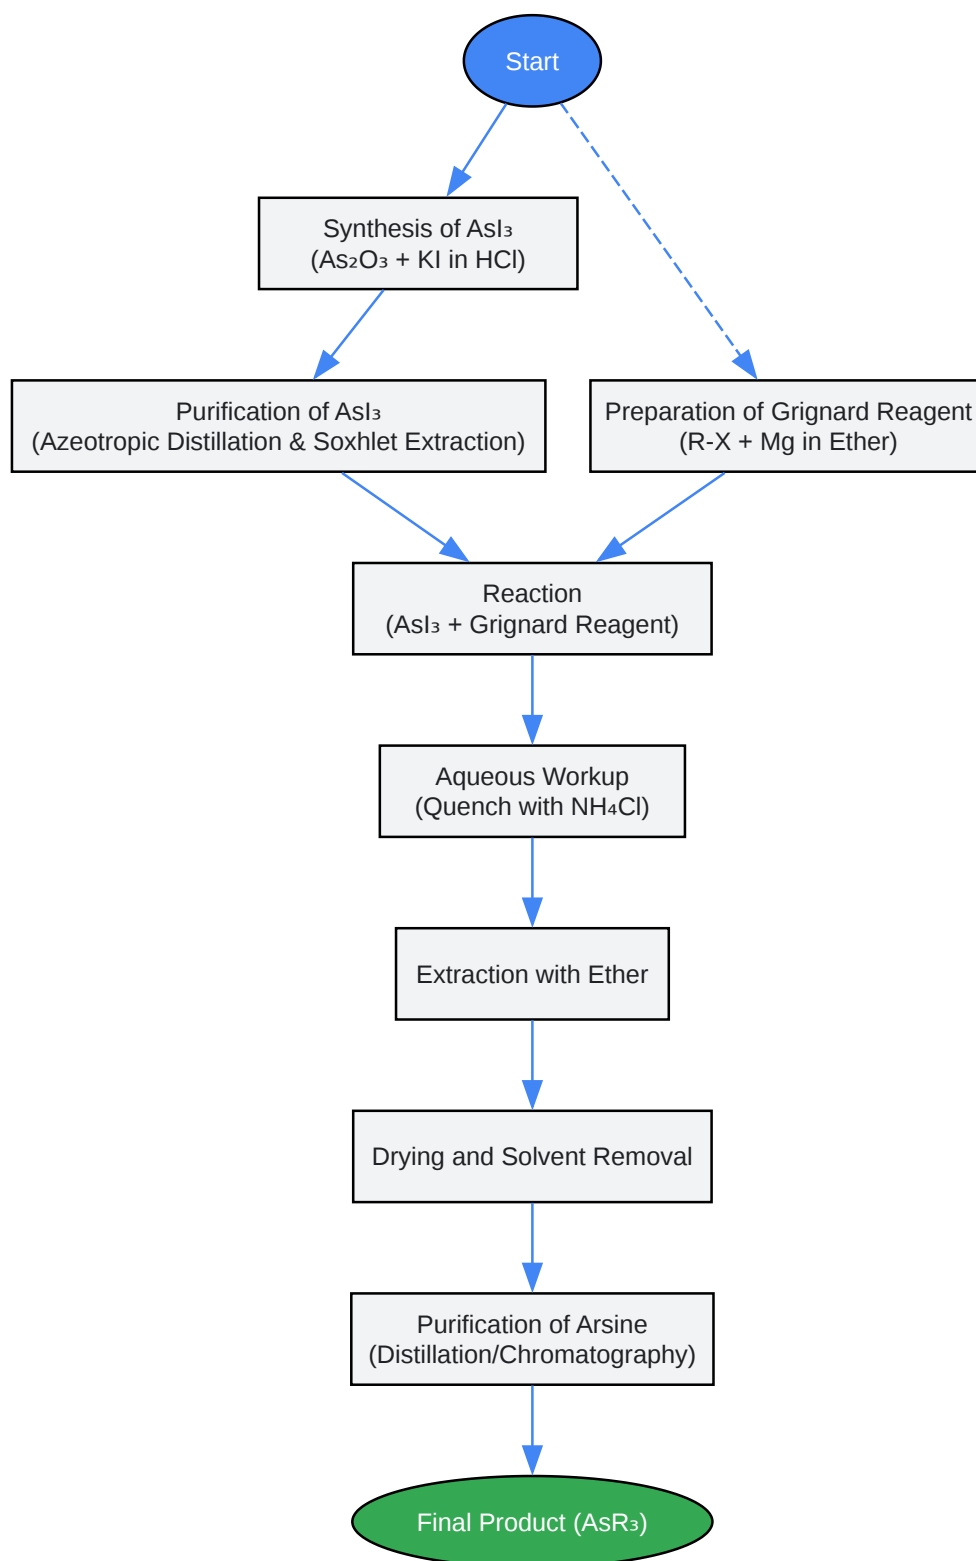 Start
Synthesis of AsI₃
(As₂O₃ + KI in HCl)
Purification of AsI₃
(Azeotropic Distillation & Soxhlet Extraction)
Preparation of Grignard Reagent
(R-X + Mg in Ether)
Reaction
(AsI₃ + Grignard Reagent)
Aqueous Workup
(Quench with NH₄Cl)
Extraction with Ether
Drying and Solvent Removal
Purification of Arsine
(Distillation/Chromatography)
Final Product (AsR₃)